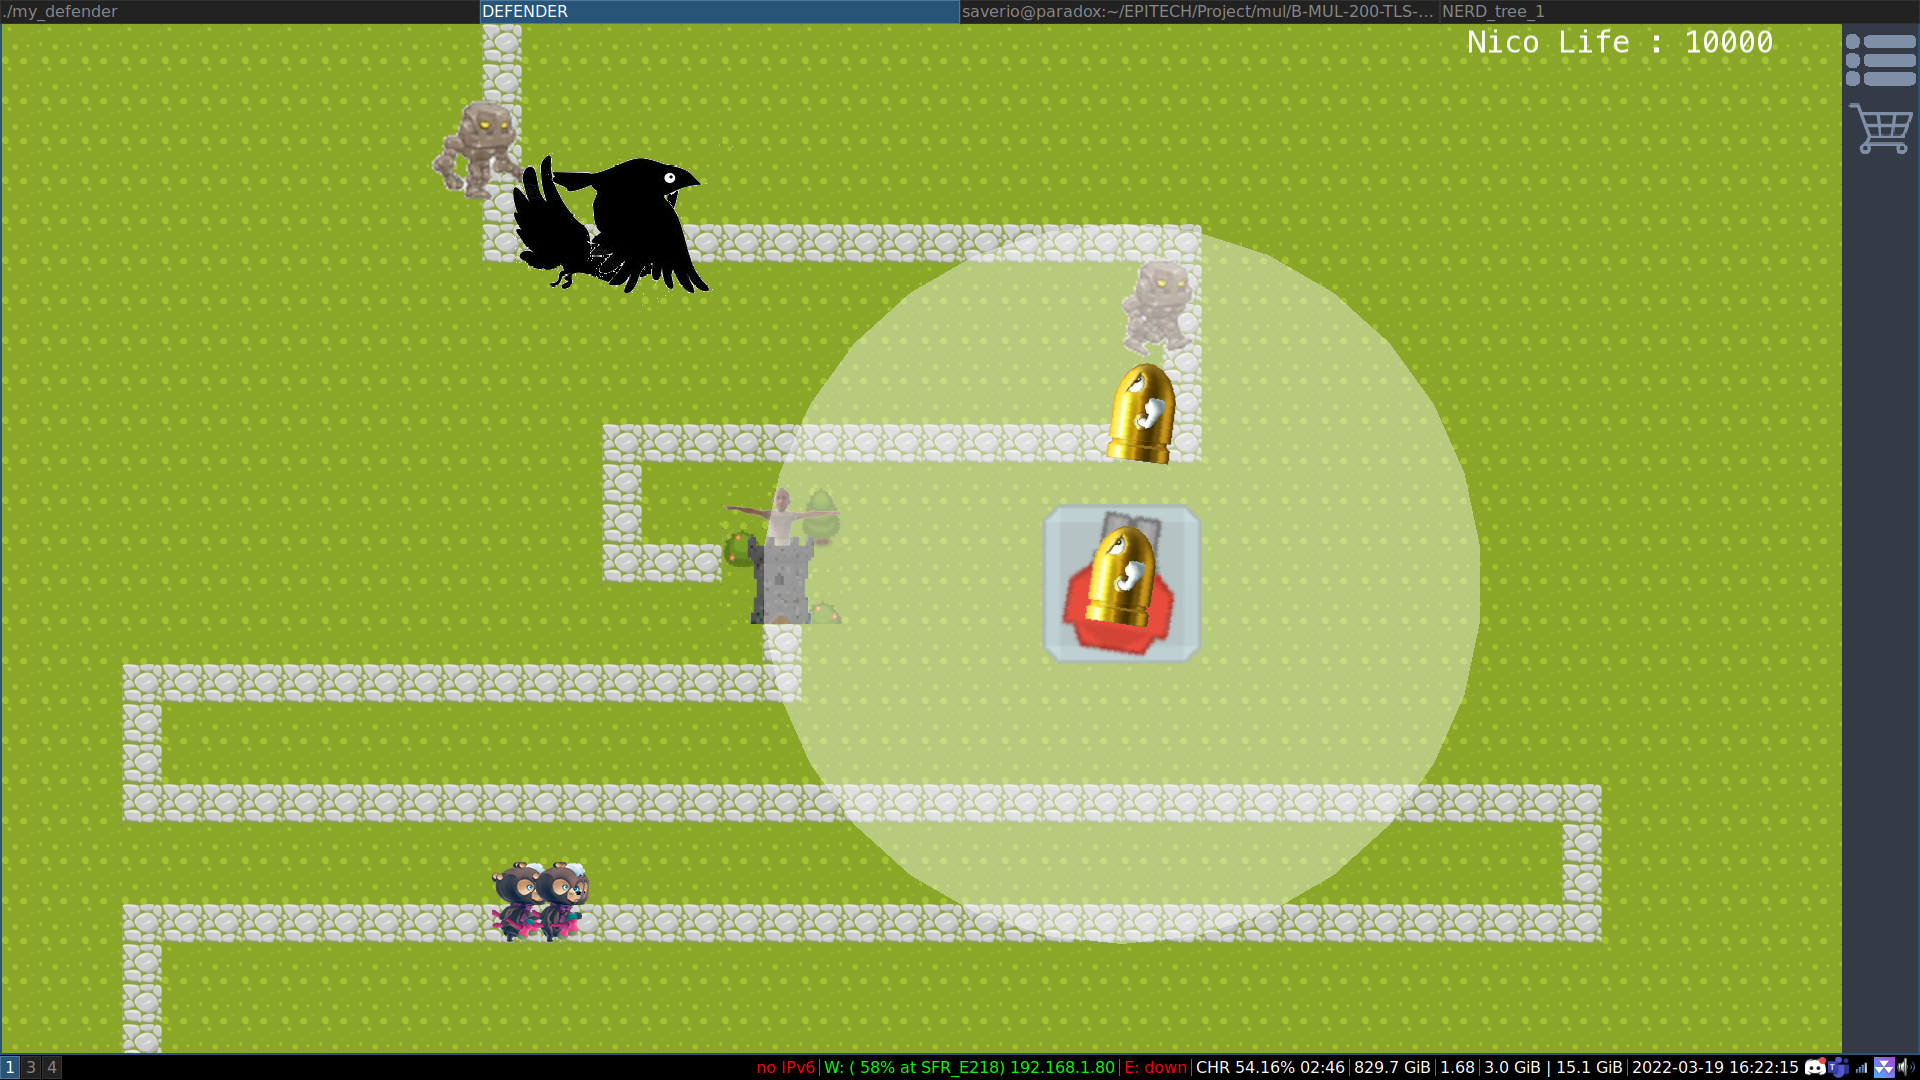 ./my_defender
DEFENDER
saverio@paradox:~/EPITECH/Project/mul/B-MUL-200-TLS-...
NERD_tree_1
Nico Life : 10000
1 3 4
no IPv6 | W: ( 58% at SFR_E218) 192.168.1.80 | E: down | CHR 54.16% 02:46 | 829.7 GiB | 1.68 | 3.0 GiB | 15.1 GiB | 2022-03-19 16:22:15